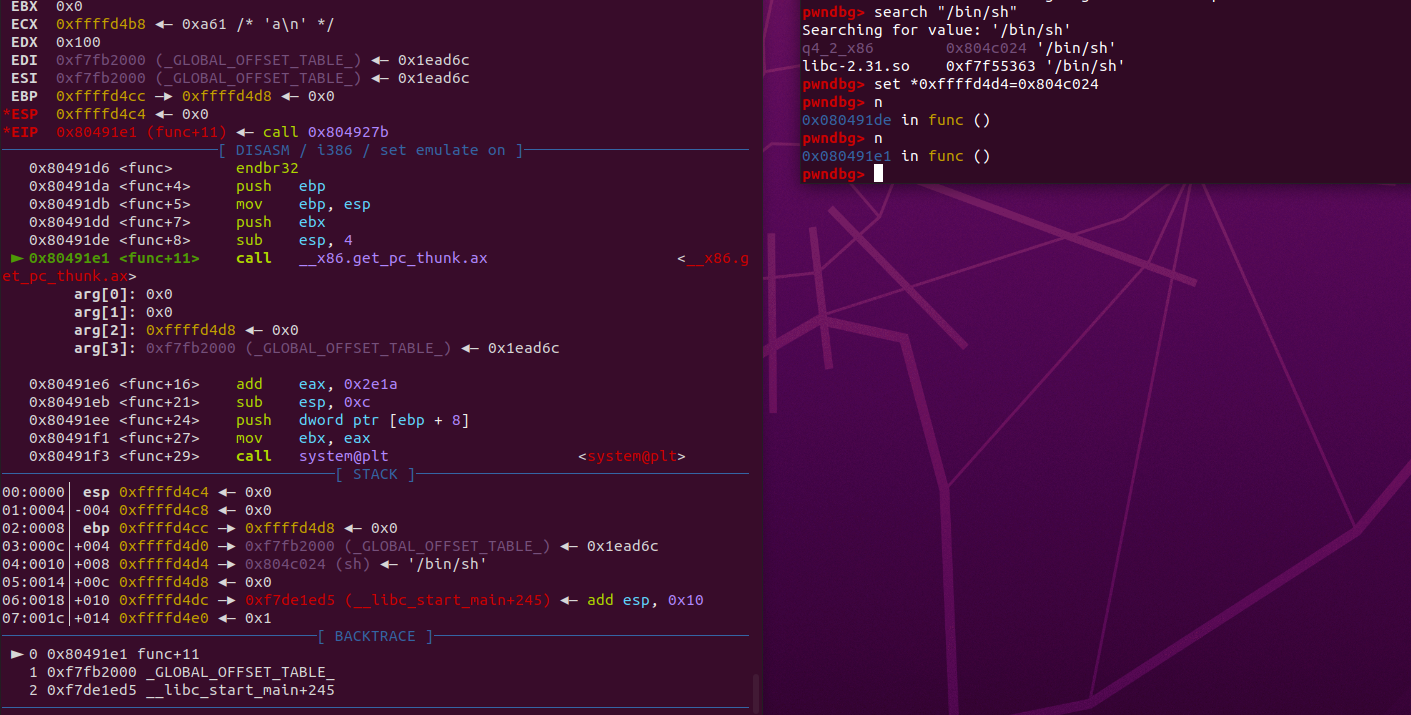 EBX  0x0
ECX  0xffffd4b8 ◂— 0xa61 /* 'a\n' */
EDX  0x100
EDI  0xf7fb2000 (_GLOBAL_OFFSET_TABLE_) ◂— 0x1ead6c
ESI  0xf7fb2000 (_GLOBAL_OFFSET_TABLE_) ◂— 0x1ead6c
EBP  0xffffd4cc —▸ 0xffffd4d8 ◂— 0x0
*ESP  0xffffd4c4 ◂— 0x0
*EIP  0x80491e1 (func+11) ◂— call 0x804927b
[ DISASM / i386 / set emulate on ]
0x80491d6 <func>       endbr32
0x80491da <func+4>     push   ebp
0x80491db <func+5>     mov    ebp, esp
0x80491dd <func+7>     push   ebx
0x80491de <func+8>     sub    esp, 4
► 0x80491e1 <func+11>    call   __x86.get_pc_thunk.ax                     <__x86.g
et_pc_thunk.ax>
arg[0]: 0x0
arg[1]: 0x0
arg[2]: 0xffffd4d8 ◂— 0x0
arg[3]: 0xf7fb2000 (_GLOBAL_OFFSET_TABLE_) ◂— 0x1ead6c
0x80491e6 <func+16>    add    eax, 0x2e1a
0x80491eb <func+21>    sub    esp, 0xc
0x80491ee <func+24>    push   dword ptr [ebp + 8]
0x80491f1 <func+27>    mov    ebx, eax
0x80491f3 <func+29>    call   system@plt                     <system@plt>
[ STACK ]
00:0000│ esp 0xffffd4c4 ◂— 0x0
01:0004│-004 0xffffd4c8 ◂— 0x0
02:0008│ ebp 0xffffd4cc —▸ 0xffffd4d8 ◂— 0x0
03:000c│+004 0xffffd4d0 —▸ 0xf7fb2000 (_GLOBAL_OFFSET_TABLE_) ◂— 0x1ead6c
04:0010│+008 0xffffd4d4 —▸ 0x804c024 (sh) ◂— '/bin/sh'
05:0014│+00c 0xffffd4d8 ◂— 0x0
06:0018│+010 0xffffd4dc —▸ 0xf7de1ed5 (__libc_start_main+245) ◂— add esp, 0x10
07:001c│+014 0xffffd4e0 ◂— 0x1
[ BACKTRACE ]
► 0 0x80491e1 func+11
1 0xf7fb2000 _GLOBAL_OFFSET_TABLE_
2 0xf7de1ed5 __libc_start_main+245
pwndbg> search "/bin/sh"
Searching for value: '/bin/sh'
q4_2_x86        0x804c024 '/bin/sh'
libc-2.31.so    0xf7f55363 '/bin/sh'
pwndbg> set *0xffffd4d4=0x804c024
pwndbg> n
0x080491de in func ()
pwndbg> n
0x080491e1 in func ()
pwndbg>